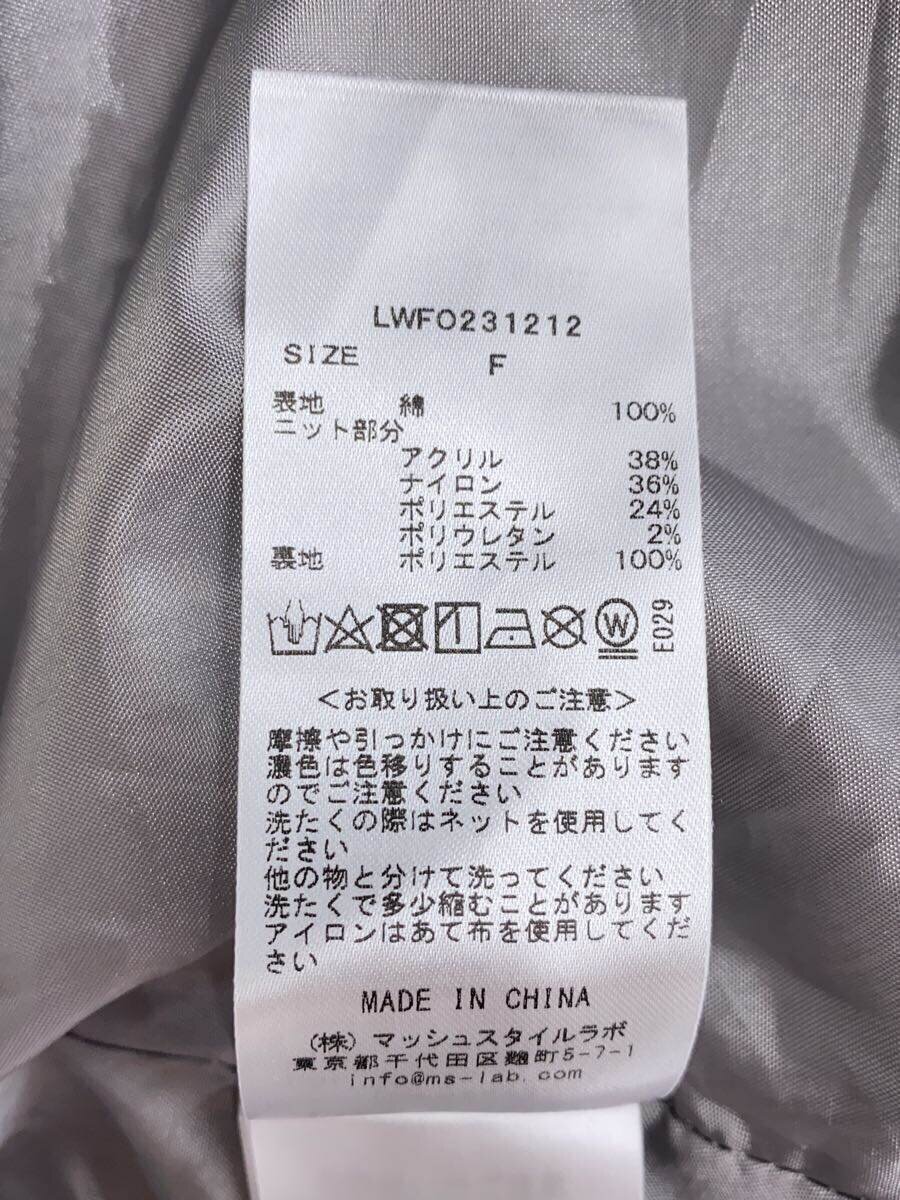 LWFO231212
SIZE F
表地 綿 100%
ニット部分
アクリル 38%
ナイロン 36%
ポリエステル 24%
ポリウレタン 2%
裏地 ポリエステル 100%
W E029
<お取り扱い上のご注意>
摩擦や引っかけにご注意ください
濃色は色移りすることがあります
のでご注意ください
洗たくの際はネットを使用してく
ださい
他の物と分けて洗ってください
洗たくで多少縮むことがあります
アイロンはあて布を使用してくだ
さい
MADE IN CHINA
(株)マッシュスタイルラボ
東京都千代田区麹町5-7-1
info@ms-lab.com